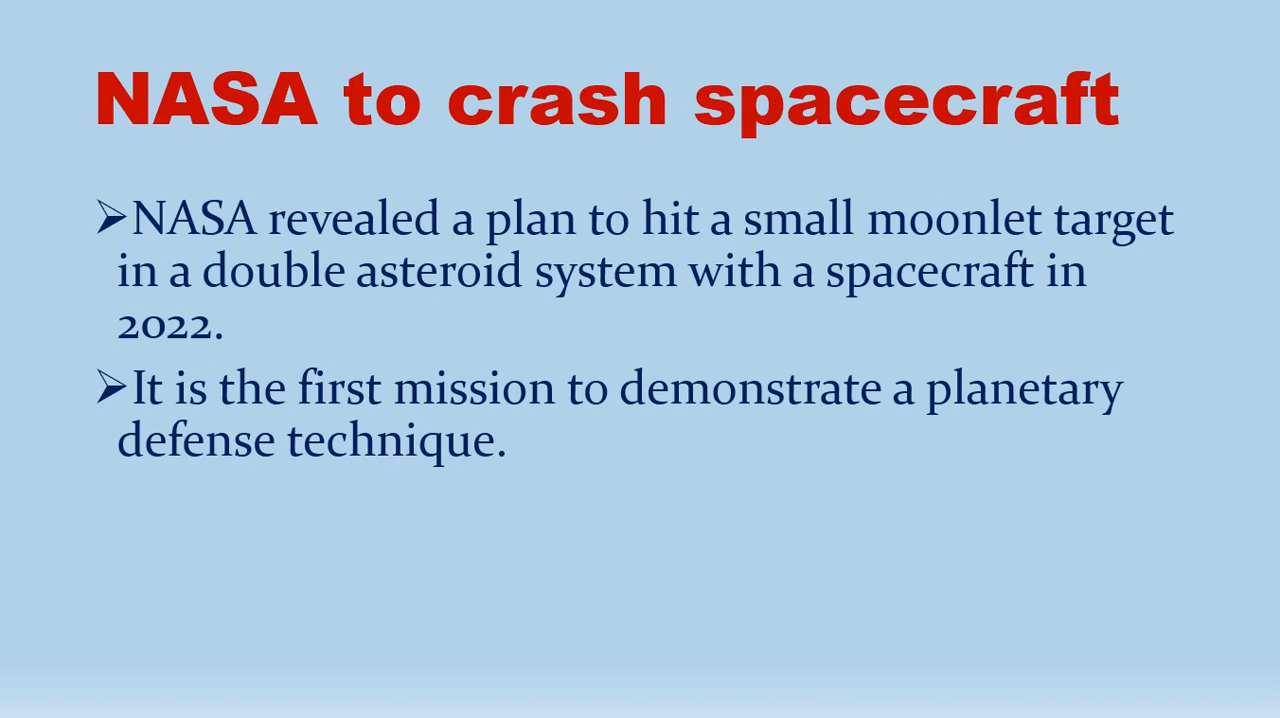 NASA to crash spacecraft
➢NASA revealed a plan to hit a small moonlet target
in a double asteroid system with a spacecraft in
2022.
➢It is the first mission to demonstrate a planetary
defense technique.